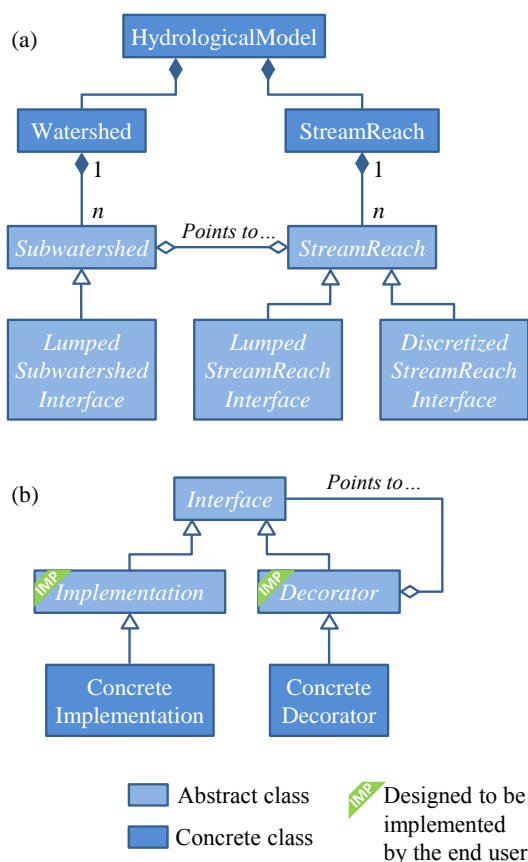 (a)
HydrologicalModel
Watershed
StreamReach
1
1
n
n
Points to…
Subwatershed
StreamReach
Lumped
Subwatershed
Interface
Lumped
StreamReach
Interface
Discretized
StreamReach
Interface
(b)
Points to…
Interface
IMP
Implementation
IMP
Decorator
Concrete
Implementation
Concrete
Decorator
Abstract class
Concrete class
IMP
Designed to be
implemented
by the end user